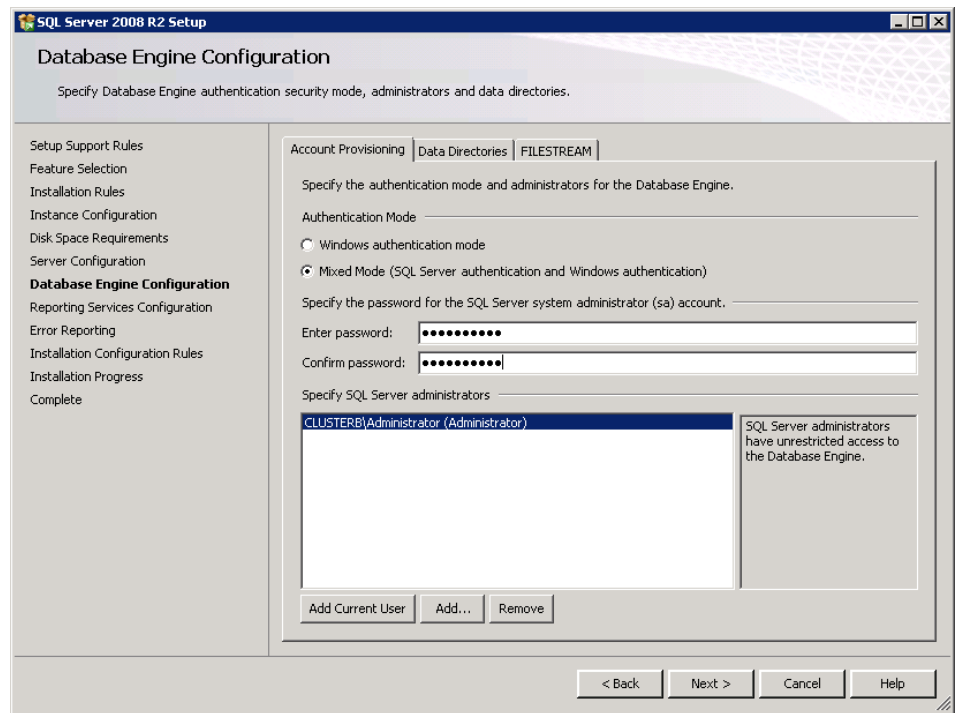 SQL Server 2008 R2 Setup
Database Engine Configuration
Specify Database Engine authentication security mode, administrators and data directories.
Setup Support Rules
Feature Selection
Installation Rules
Instance Configuration
Disk Space Requirements
Server Configuration
Database Engine Configuration
Reporting Services Configuration
Error Reporting
Installation Configuration Rules
Installation Progress
Complete
Account Provisioning Data Directories FILESTREAM
Specify the authentication mode and administrators for the Database Engine.
Authentication Mode
Windows authentication mode
Mixed Mode (SQL Server authentication and Windows authentication)
Specify the password for the SQL Server system administrator (sa) account.
Enter password: ●●●●●●●●●●
Confirm password: ●●●●●●●●●●
Specify SQL Server administrators
CLUSTERB\Administrator (Administrator)
SQL Server administrators
have unrestricted access to
the Database Engine.
Add Current User Add... Remove
< Back Next > Cancel Help